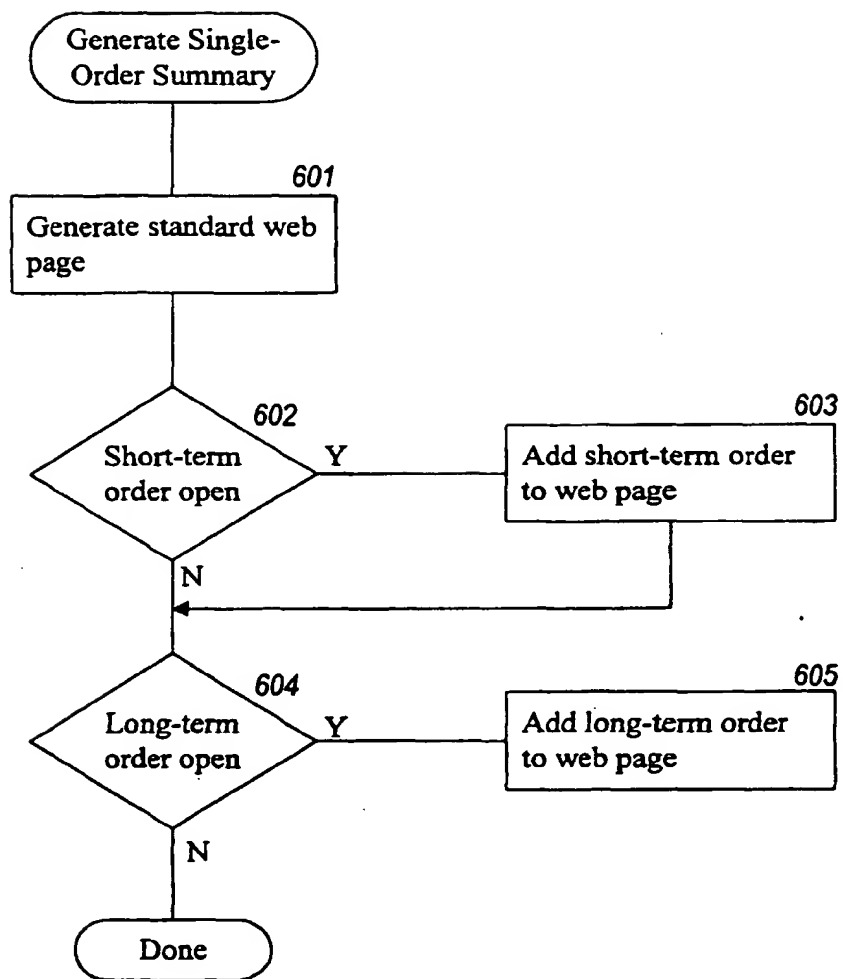 Generate Single-
Order Summary
601
Generate standard web
page
602
Short-term
order open
Y
603
Add short-term order
to web page
N
604
Long-term
order open
Y
605
Add long-term order
to web page
N
Done